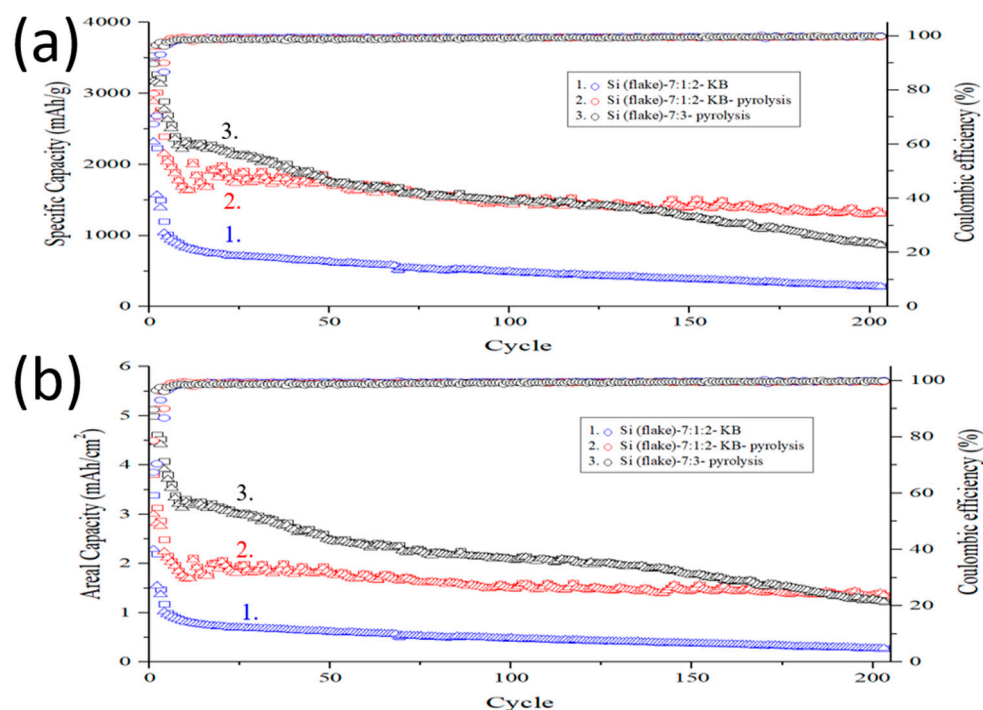 (a)
Specific Capacity (mAh/g)
4000
3000
2000
1000
0
1. Si (flake)-7:1:2- KB
2. Si (flake)-7:1:2- KB- pyrolysis
3. Si (flake)-7:3- pyrolysis
3.
2.
1.
100
80
60
40
20
0
Coulombic efficiency (%)
0 50 100 150 200
Cycle
(b)
Areal Capacity (mAh/cm²)
6
5
4
3
2
1
0
1. Si (flake)-7:1:2- KB
2. Si (flake)-7:1:2- KB- pyrolysis
3. Si (flake)-7:3- pyrolysis
3.
2.
1.
100
80
60
40
20
0
Coulombic efficiency (%)
0 50 100 150 200
Cycle